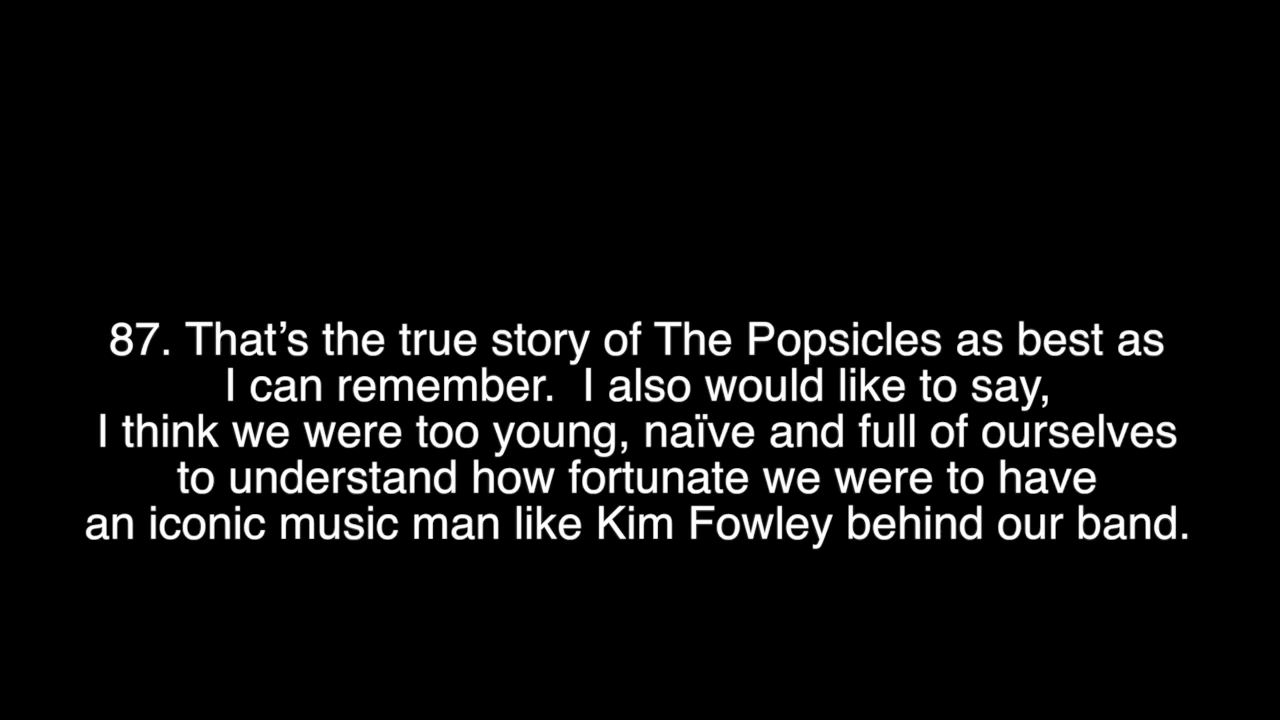 87. That’s the true story of The Popsicles as best as
I can remember.  I also would like to say,
I think we were too young, naïve and full of ourselves
to understand how fortunate we were to have
an iconic music man like Kim Fowley behind our band.